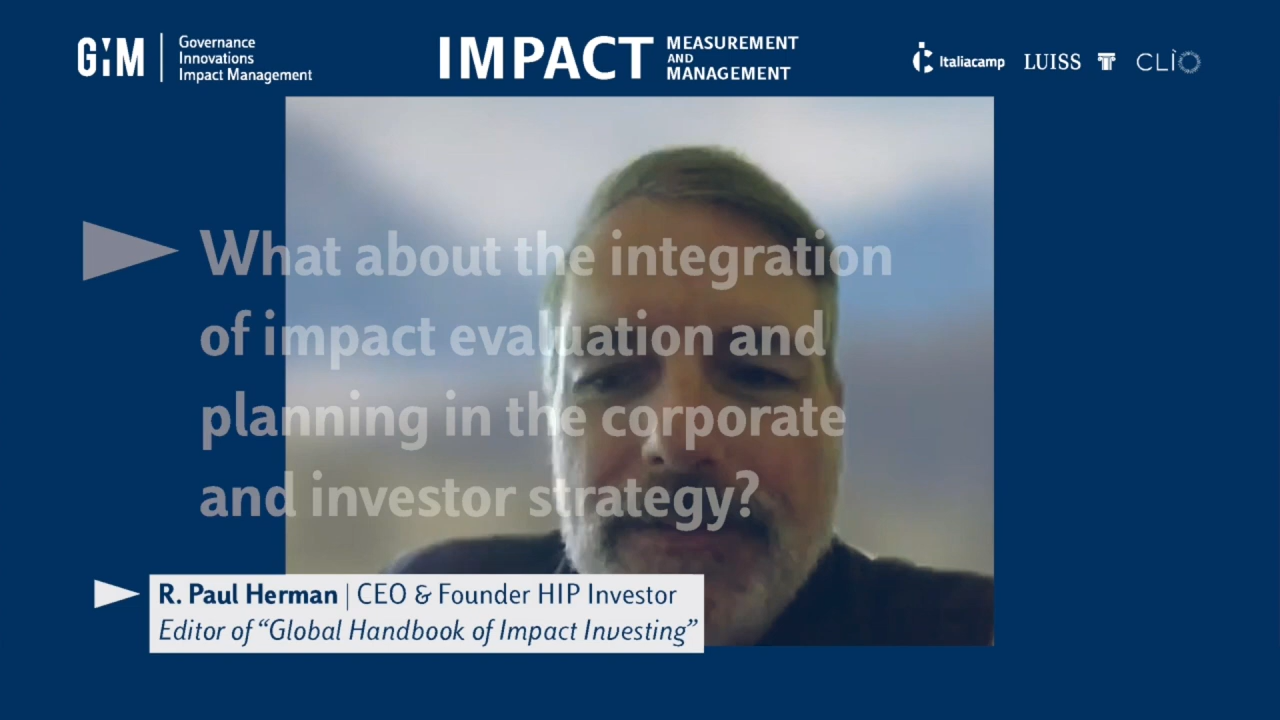 GIM
Governance
Innovations
Impact Management
IMPACT
MEASUREMENT
AND
MANAGEMENT
Italiacamp
LUISS
CLÌO
What about the integration
of impact evaluation and
planning in the corporate
and investor strategy?
R. Paul Herman | CEO & Founder HIP Investor
Editor of “Global Handbook of Impact Investing”